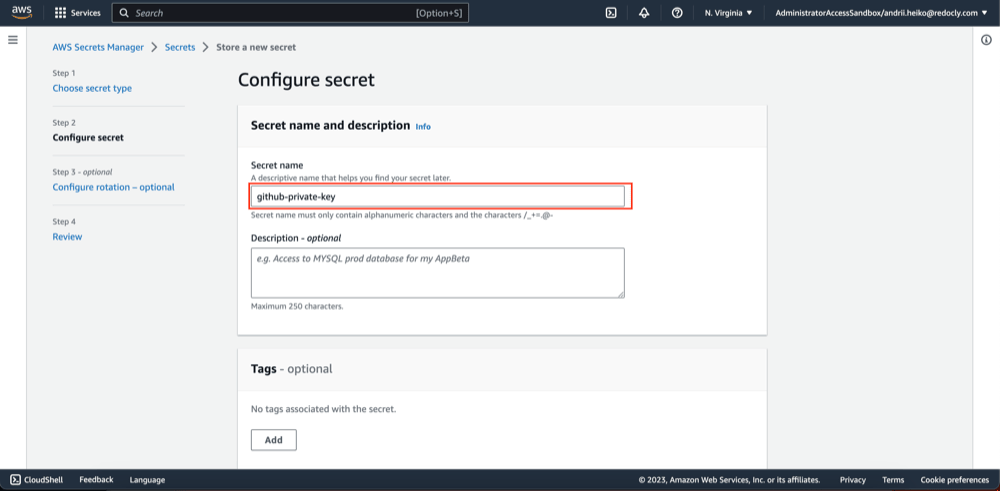 aws
Services
Search
[Option+S]
N. Virginia ▼
AdministratorAccessSandbox/andrii.heiko@redocly.com ▼
AWS Secrets Manager > Secrets > Store a new secret
Step 1
Choose secret type
Step 2
Configure secret
Step 3 - optional
Configure rotation – optional
Step 4
Review
Configure secret
Secret name and description Info
Secret name
A descriptive name that helps you find your secret later.
github-private-key
Secret name must only contain alphanumeric characters and the characters /_+=.@-
Description - optional
e.g. Access to MYSQL prod database for my AppBeta
Maximum 250 characters.
Tags - optional
No tags associated with the secret.
Add
CloudShell
Feedback
Language
© 2023, Amazon Web Services, Inc. or its affiliates.
Privacy
Terms
Cookie preferences